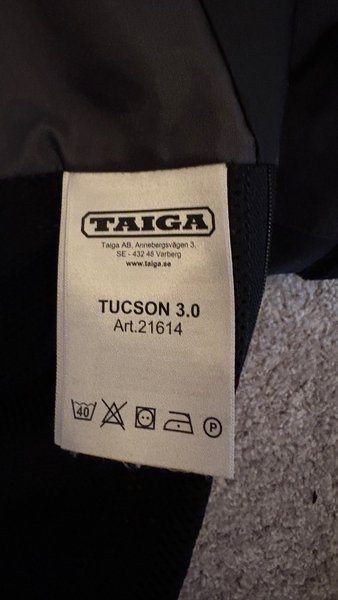 TAIGA
Taiga AB, Annebergsvägen 3,
SE - 432 48 Varberg
www.taiga.se
TUCSON 3.0
Art.21614
40 P